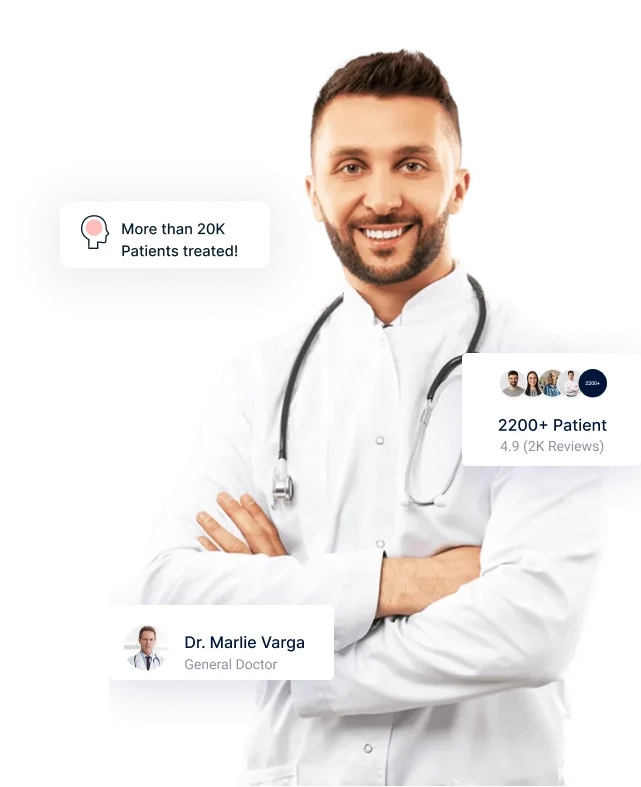 More than 20K
Patients treated!
2200+
2200+ Patient
4.9 (2K Reviews)
Dr. Marlie Varga
General Doctor